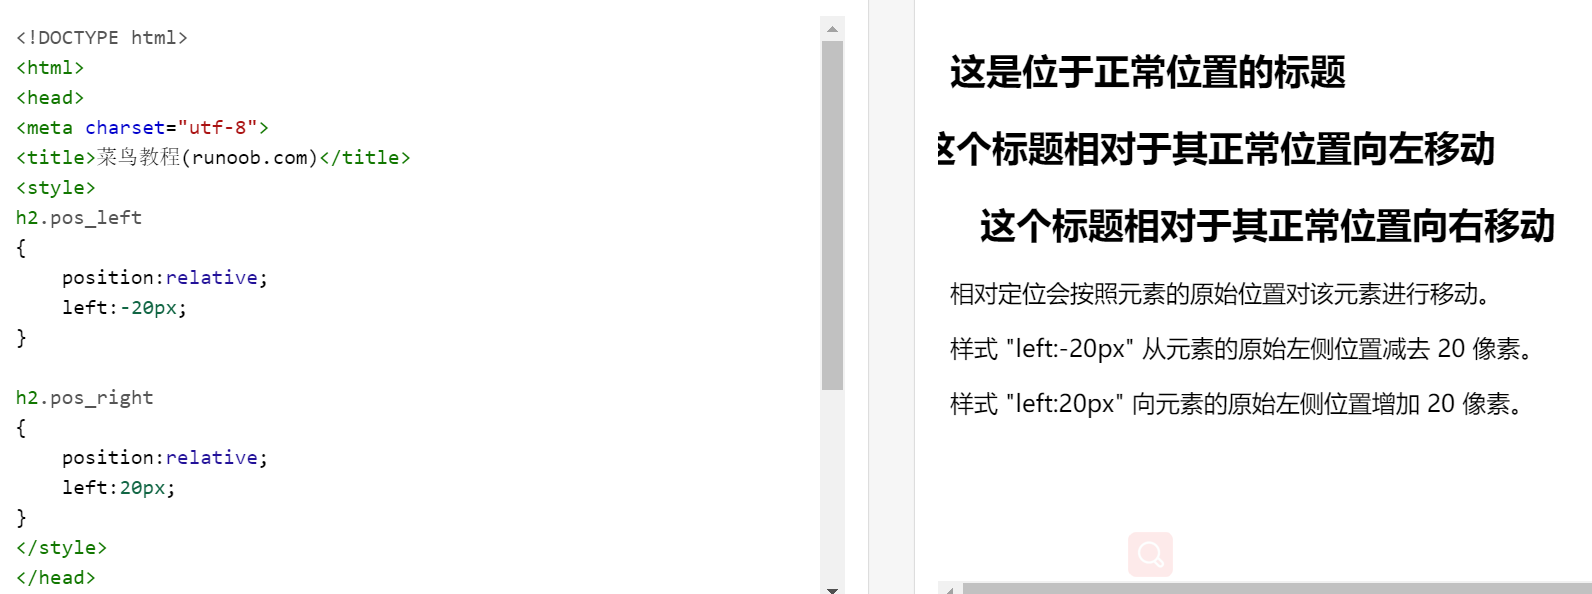 <!DOCTYPE html>
<html>
<head>
<meta charset="utf-8">
<title>菜鸟教程(runoob.com)</title>
<style>
h2.pos_left
{
    position:relative;
    left:-20px;
}

h2.pos_right
{
    position:relative;
    left:20px;
}
</style>
</head>
这是位于正常位置的标题
这个标题相对于其正常位置向左移动
这个标题相对于其正常位置向右移动
相对定位会按照元素的原始位置对该元素进行移动。
样式 "left:-20px" 从元素的原始左侧位置减去 20 像素。
样式 "left:20px" 向元素的原始左侧位置增加 20 像素。